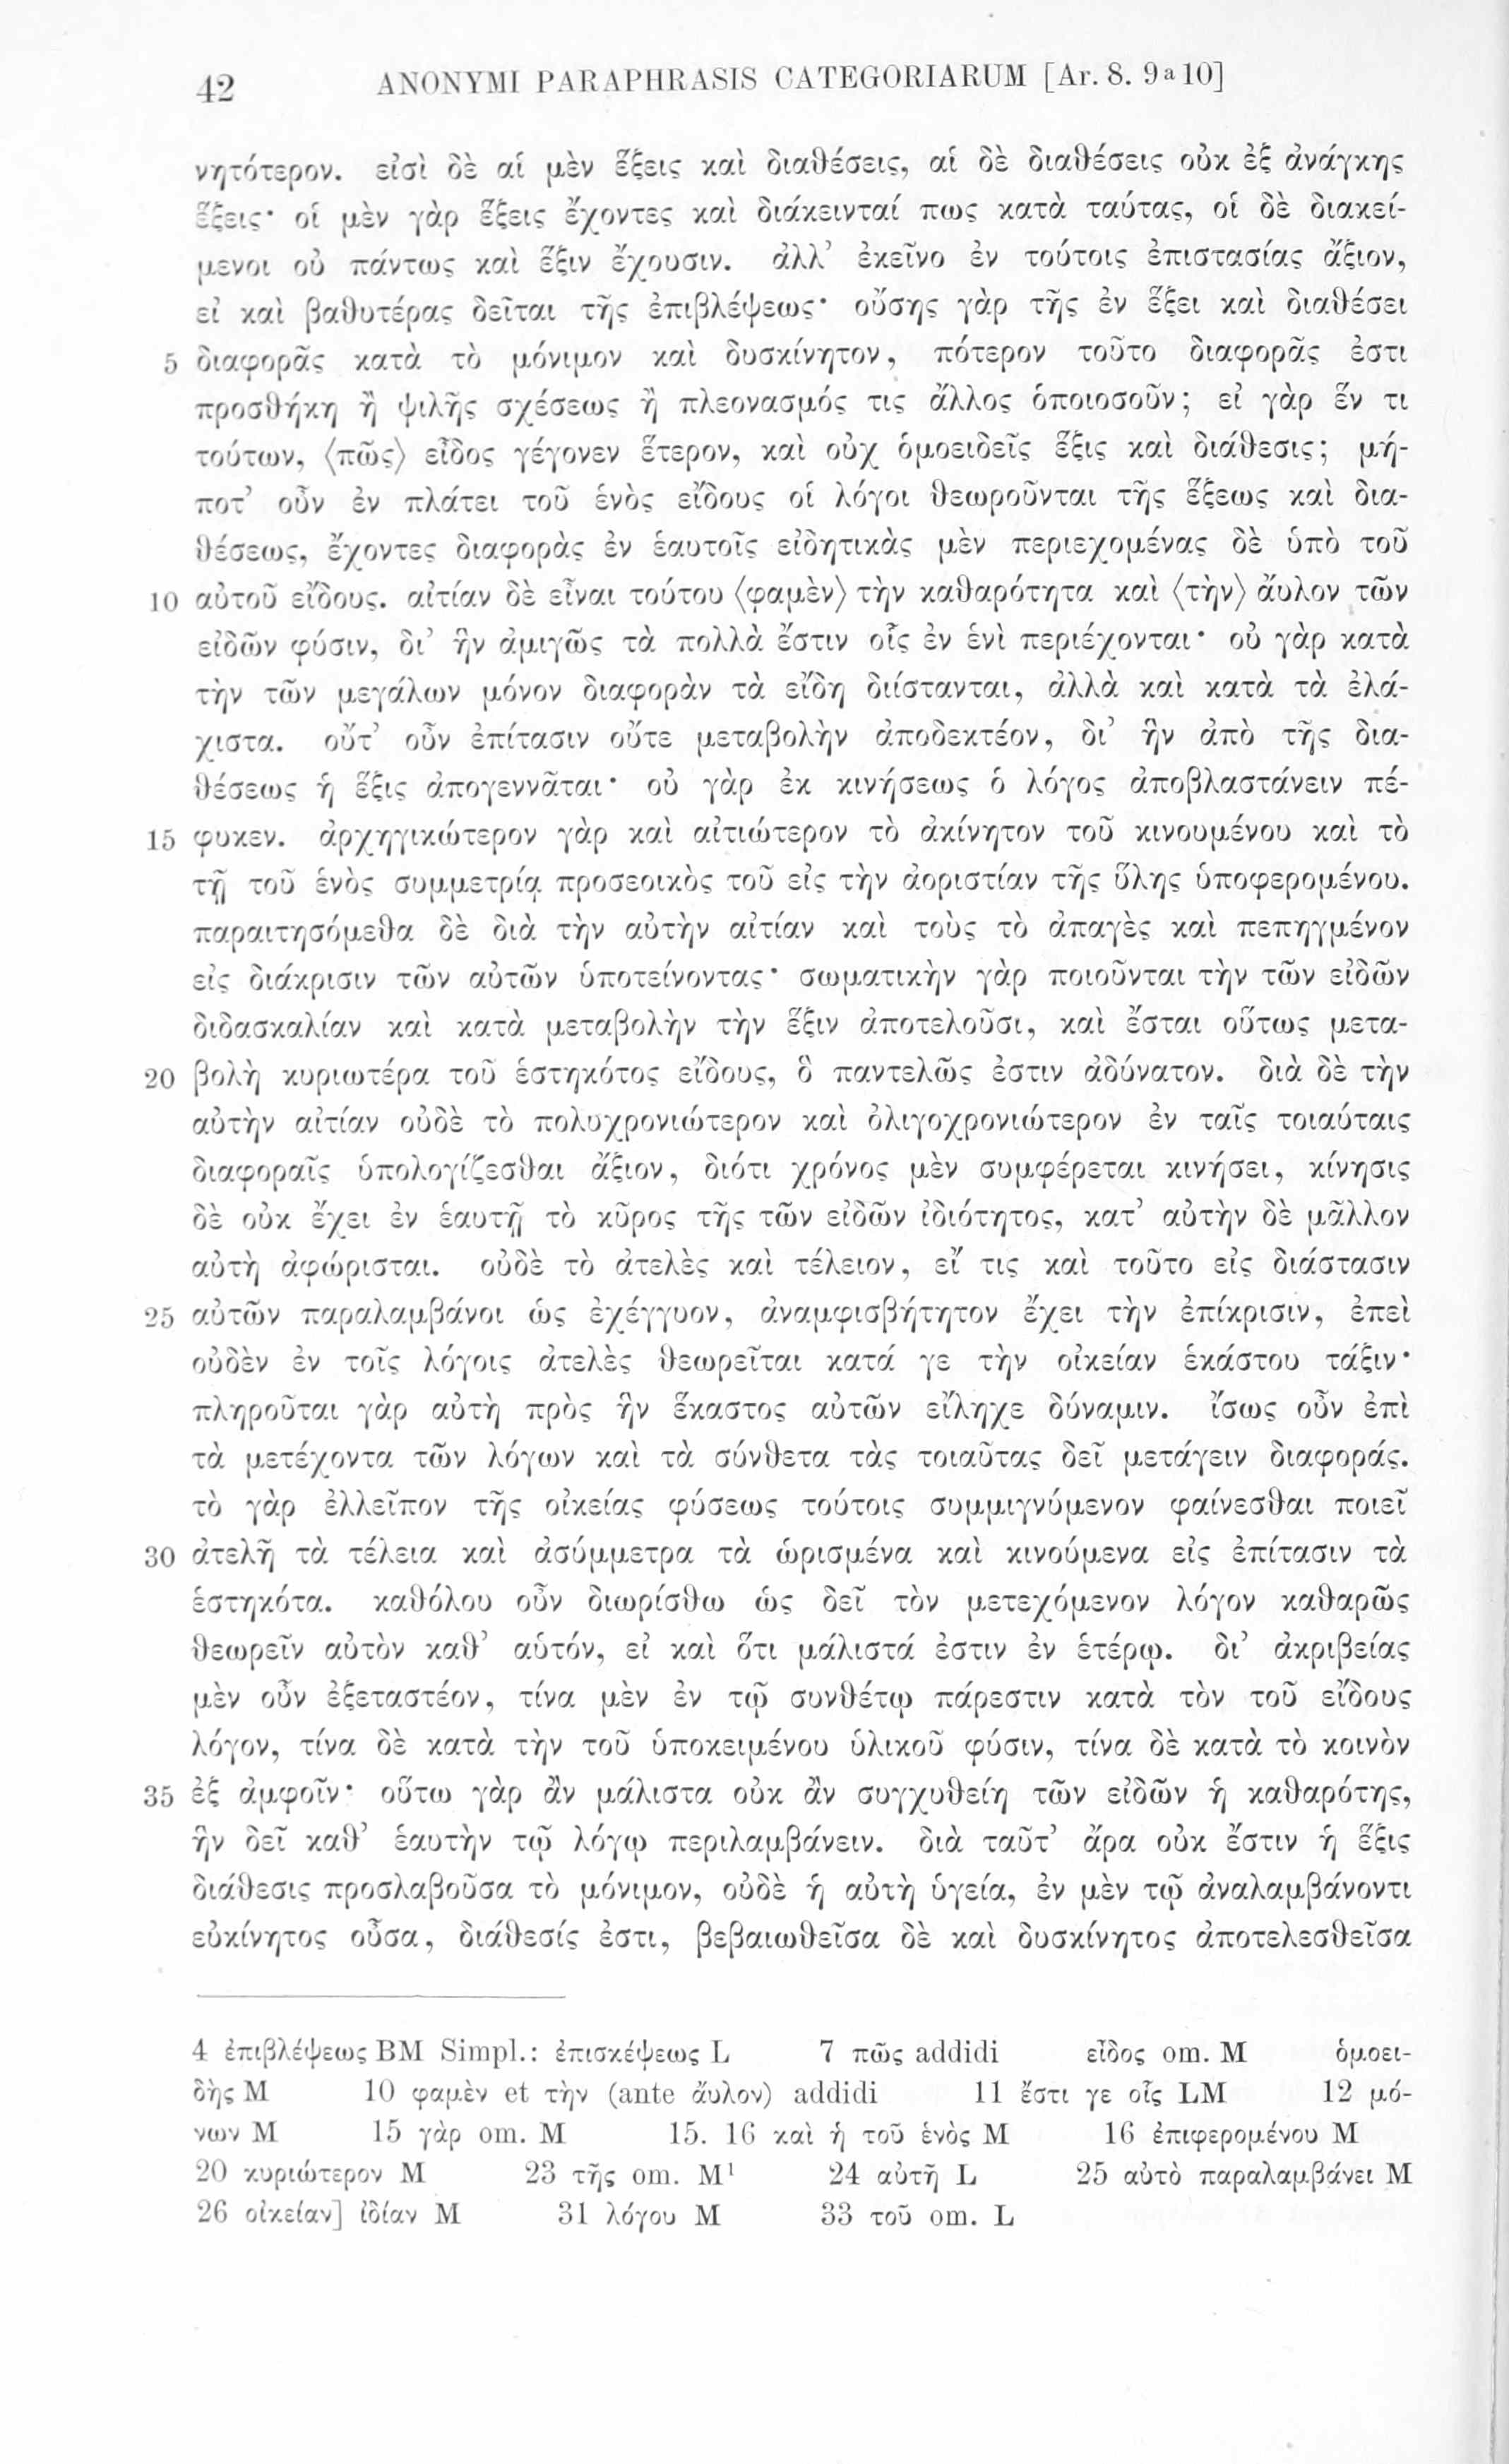 42 ANONYMI PARAPHRASIS CATEGORIARUM [Ar. 8. 9ᵃ10]
νητότερον. εἰσὶ δὲ αἱ μὲν ἕξεις καὶ διαθέσεις, αἱ δὲ διαθέσεις οὐκ ἐξ ἀνάγκης
ἕξεις· οἱ μὲν γὰρ ἕξεις ἔχοντες καὶ διάκεινταί πως κατὰ ταύτας, οἱ δὲ διακεί-
μενοι οὐ πάντως καὶ ἕξιν ἔχουσιν. ἀλλ’ ἐκεῖνο ἐν τούτοις ἐπιστασίας ἄξιον,
εἰ καὶ βαθυτέρας δεῖται τῆς ἐπιβλέψεως· οὔσης γὰρ τῆς ἐν ἕξει καὶ διαθέσει
5 διαφορᾶς κατὰ τὸ μόνιμον καὶ δυσκίνητον, πότερον τοῦτο διαφορᾶς ἐστι
προσθήκη ἢ ψιλῆς σχέσεως ἢ πλεονασμός τις ἄλλος ὁποιοσοῦν; εἰ γὰρ ἕν τι
τούτων, ⟨πῶς⟩ εἶδος γέγονεν ἕτερον, καὶ οὐχ ὁμοειδεῖς ἕξις καὶ διάθεσις; μή-
ποτ’ οὖν ἐν πλάτει τοῦ ἑνὸς εἴδους οἱ λόγοι θεωροῦνται τῆς ἕξεως καὶ δια-
θέσεως, ἔχοντες διαφορὰς ἐν ἑαυτοῖς εἰδητικὰς μὲν περιεχομένας δὲ ὑπὸ τοῦ
10 αὐτοῦ εἴδους. αἰτίαν δὲ εἶναι τούτου ⟨φαμὲν⟩ τὴν καθαρότητα καὶ ⟨τὴν⟩ ἄυλον τῶν
εἰδῶν φύσιν, δι’ ἣν ἀμιγῶς τὰ πολλὰ ἔστιν οἷς ἐν ἑνὶ περιέχονται· οὐ γὰρ κατὰ
τὴν τῶν μεγάλων μόνον διαφορὰν τὰ εἴδη διίστανται, ἀλλὰ καὶ κατὰ τὰ ἐλά-
χιστα. οὔτ’ οὖν ἐπίτασιν οὔτε μεταβολὴν ἀποδεκτέον, δι’ ἣν ἀπὸ τῆς δια-
θέσεως ἡ ἕξις ἀπογεννᾶται· οὐ γὰρ ἐκ κινήσεως ὁ λόγος ἀποβλαστάνειν πέ-
15 φυκεν. ἀρχηγικώτερον γὰρ καὶ αἰτιώτερον τὸ ἀκίνητον τοῦ κινουμένου καὶ τὸ
τῇ τοῦ ἑνὸς συμμετρίᾳ προσεοικὸς τοῦ εἰς τὴν ἀοριστίαν τῆς ὕλης ὑποφερομένου.
παραιτησόμεθα δὲ διὰ τὴν αὐτὴν αἰτίαν καὶ τοὺς τὸ ἀπαγὲς καὶ πεπηγμένον
εἰς διάκρισιν τῶν αὐτῶν ὑποτείνοντας· σωματικὴν γὰρ ποιοῦνται τὴν τῶν εἰδῶν
διδασκαλίαν καὶ κατὰ μεταβολὴν τὴν ἕξιν ἀποτελοῦσι, καὶ ἔσται οὕτως μετα-
20 βολὴ κυριωτέρα τοῦ ἑστηκότος εἴδους, ὃ παντελῶς ἐστιν ἀδύνατον. διὰ δὲ τὴν
αὐτὴν αἰτίαν οὐδὲ τὸ πολυχρονιώτερον καὶ ὀλιγοχρονιώτερον ἐν ταῖς τοιαύταις
διαφοραῖς ὑπολογίζεσθαι ἄξιον, διότι χρόνος μὲν συμφέρεται κινήσει, κίνησις
δὲ οὐκ ἔχει ἐν ἑαυτῇ τὸ κῦρος τῆς τῶν εἰδῶν ἰδιότητος, κατ’ αὐτὴν δὲ μᾶλλον
αὐτὴ ἀφώρισται. οὐδὲ τὸ ἀτελὲς καὶ τέλειον, εἴ τις καὶ τοῦτο εἰς διάστασιν
25 αὐτῶν παραλαμβάνοι ὡς ἐχέγγυον, ἀναμφισβήτητον ἔχει τὴν ἐπίκρισιν, ἐπεὶ
οὐδὲν ἐν τοῖς λόγοις ἀτελὲς θεωρεῖται κατά γε τὴν οἰκείαν ἑκάστου τάξιν·
πληροῦται γὰρ αὐτὴ πρὸς ἣν ἕκαστος αὐτῶν εἴληχε δύναμιν. ἴσως οὖν ἐπὶ
τὰ μετέχοντα τῶν λόγων καὶ τὰ σύνθετα τὰς τοιαῦτας δεῖ μετάγειν διαφοράς.
τὸ γὰρ ἐλλεῖπον τῆς οἰκείας φύσεως τούτοις συμμιγνύμενον φαίνεσθαι ποιεῖ
30 ἀτελῆ τὰ τέλεια καὶ ἀσύμμετρα τὰ ὡρισμένα καὶ κινούμενα εἰς ἐπίτασιν τὰ
ἑστηκότα. καθόλου οὖν διωρίσθω ὡς δεῖ τὸν μετεχόμενον λόγον καθαρῶς
θεωρεῖν αὐτὸν καθ’ αὑτόν, εἰ καὶ ὅτι μάλιστά ἐστιν ἐν ἑτέρῳ. δι’ ἀκριβείας
μὲν οὖν ἐξεταστέον, τίνα μὲν ἐν τῷ συνθέτῳ πάρεστιν κατὰ τὸν τοῦ εἴδους
λόγον, τίνα δὲ κατὰ τὴν τοῦ ὑποκειμένου ὑλικοῦ φύσιν, τίνα δὲ κατὰ τὸ κοινὸν
35 ἐξ ἀμφοῖν· οὕτω γὰρ ἂν μάλιστα οὐκ ἂν συγχυθείη τῶν εἰδῶν ἡ καθαρότης,
ἣν δεῖ καθ’ ἑαυτὴν τῷ λόγῳ περιλαμβάνειν. διὰ ταῦτ’ ἄρα οὐκ ἔστιν ἡ ἕξις
διάθεσις προσλαβοῦσα τὸ μόνιμον, οὐδὲ ἡ αὐτὴ ὑγεία, ἐν μὲν τῷ ἀναλαμβάνοντι
εὐκίνητος οὖσα, διάθεσίς ἐστι, βεβαιωθεῖσα δὲ καὶ δυσκίνητος ἀποτελεσθεῖσα
4 ἐπιβλέψεως BM Simpl.: ἐπισκέψεως L 7 πῶς addidi εἶδος om. M ὁμοει-
δὴς M 10 φαμὲν et τὴν (ante ἄυλον) addidi 11 ἔστι γε οἷς LM 12 μό-
νων M 15 γὰρ om. M 15. 16 καὶ ἡ τοῦ ἑνὸς M 16 ἐπιφερομένου M
20 κυριώτερον M 23 τῆς om. M¹ 24 αὐτῆ L 25 αὐτὸ παραλαμβάνει M
26 οἰκείαν] ἰδίαν M 31 λόγου M 33 τοῦ om. L